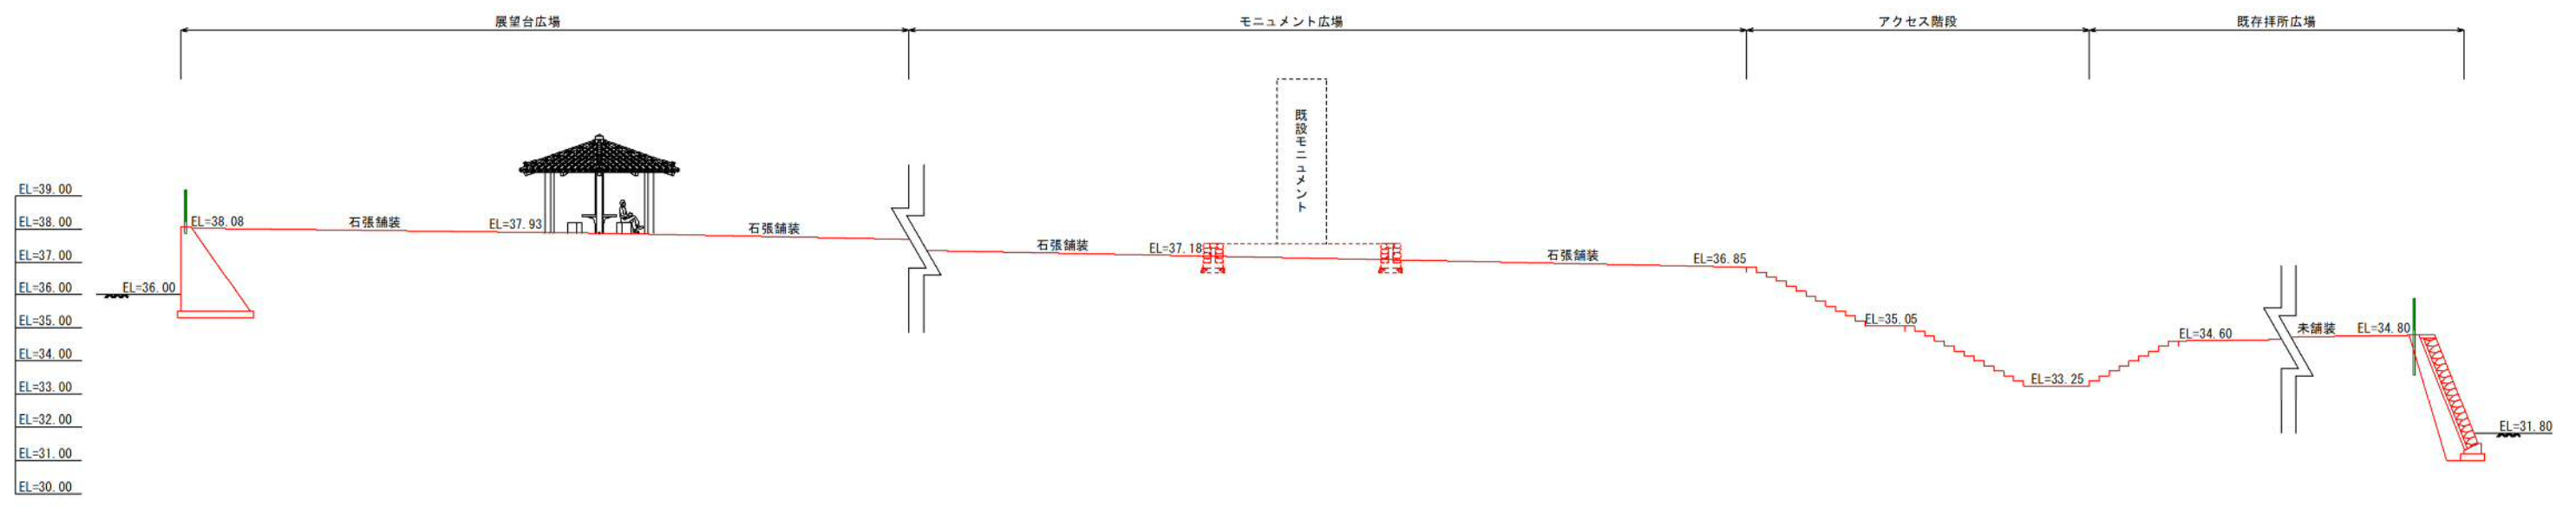 展望台広場
モニュメント広場
アクセス階段
既存拝所広場
既設モニュメント
EL=39.00
EL=38.00
EL=37.00
EL=36.00
EL=35.00
EL=34.00
EL=33.00
EL=32.00
EL=31.00
EL=30.00
EL=36.00
EL=38.08
石張舗装
EL=37.93
石張舗装
石張舗装
EL=37.18
石張舗装
EL=36.85
EL=35.05
EL=33.25
EL=34.60
未舗装
EL=34.80
EL=31.80